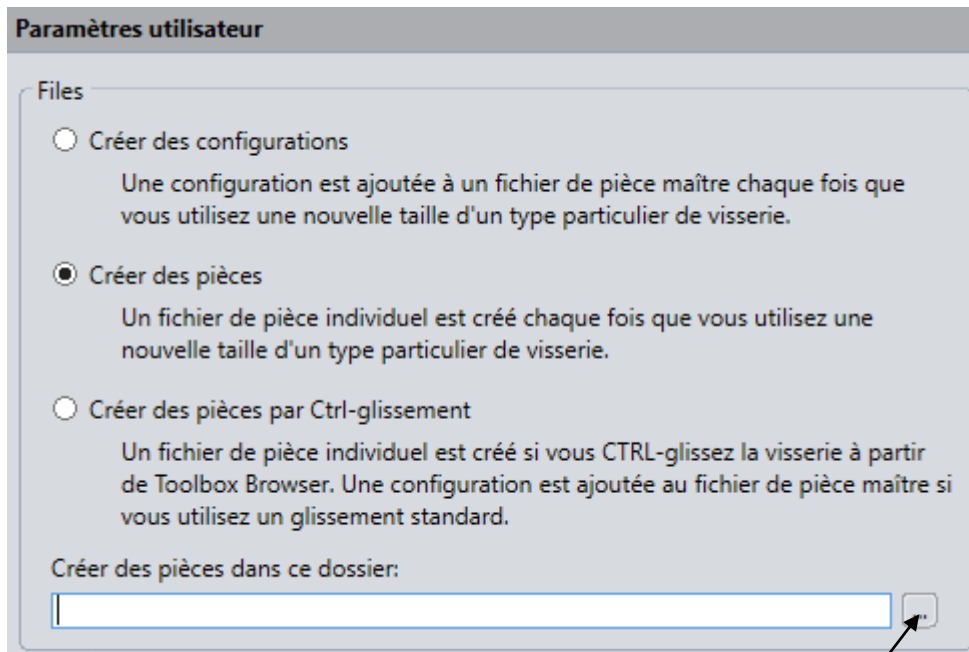 Paramètres utilisateur
Files
Créer des configurations
Une configuration est ajoutée à un fichier de pièce maître chaque fois que
vous utilisez une nouvelle taille d'un type particulier de visserie.
Créer des pièces
Un fichier de pièce individuel est créé chaque fois que vous utilisez une
nouvelle taille d'un type particulier de visserie.
Créer des pièces par Ctrl-glissement
Un fichier de pièce individuel est créé si vous CTRL-glissez la visserie à partir
de Toolbox Browser. Une configuration est ajoutée au fichier de pièce maître si
vous utilisez un glissement standard.
Créer des pièces dans ce dossier:
...